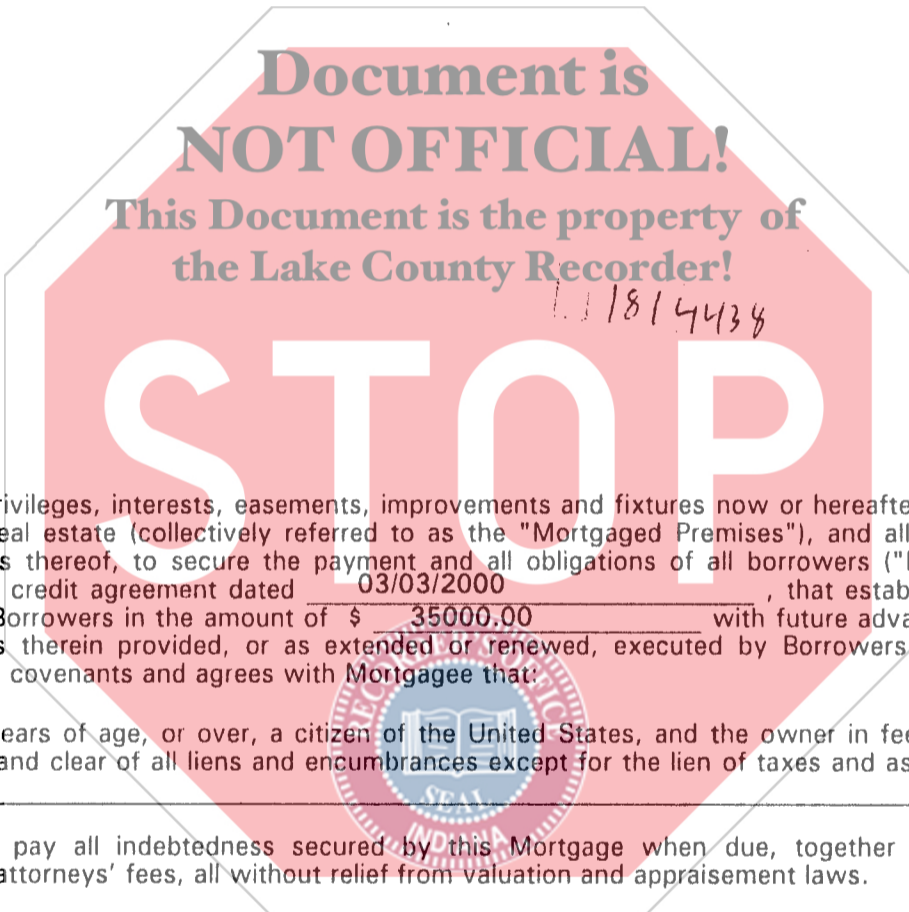 Document is
NOT OFFICIAL!
This Document is the property of
the Lake County Recorder!
1814438
STOP
rivileges, interests, easements, improvements and fixtures now or hereafte
eal estate (collectively referred to as the "Mortgaged Premises"), and all
s thereof, to secure the payment and all obligations of all borrowers ("
credit agreement dated 03/03/2000 , that estab
Borrowers in the amount of $ 35000.00 with future adva
s therein provided, or as extended or renewed, executed by Borrowers
covenants and agrees with Mortgagee that:
ears of age, or over, a citizen of the United States, and the owner in fee
and clear of all liens and encumbrances except for the lien of taxes and as
pay all indebtedness secured by this Mortgage when due, together
attorneys' fees, all without relief from valuation and appraisement laws.
RECORDER'S OFFICE
SEAL
INDIANA